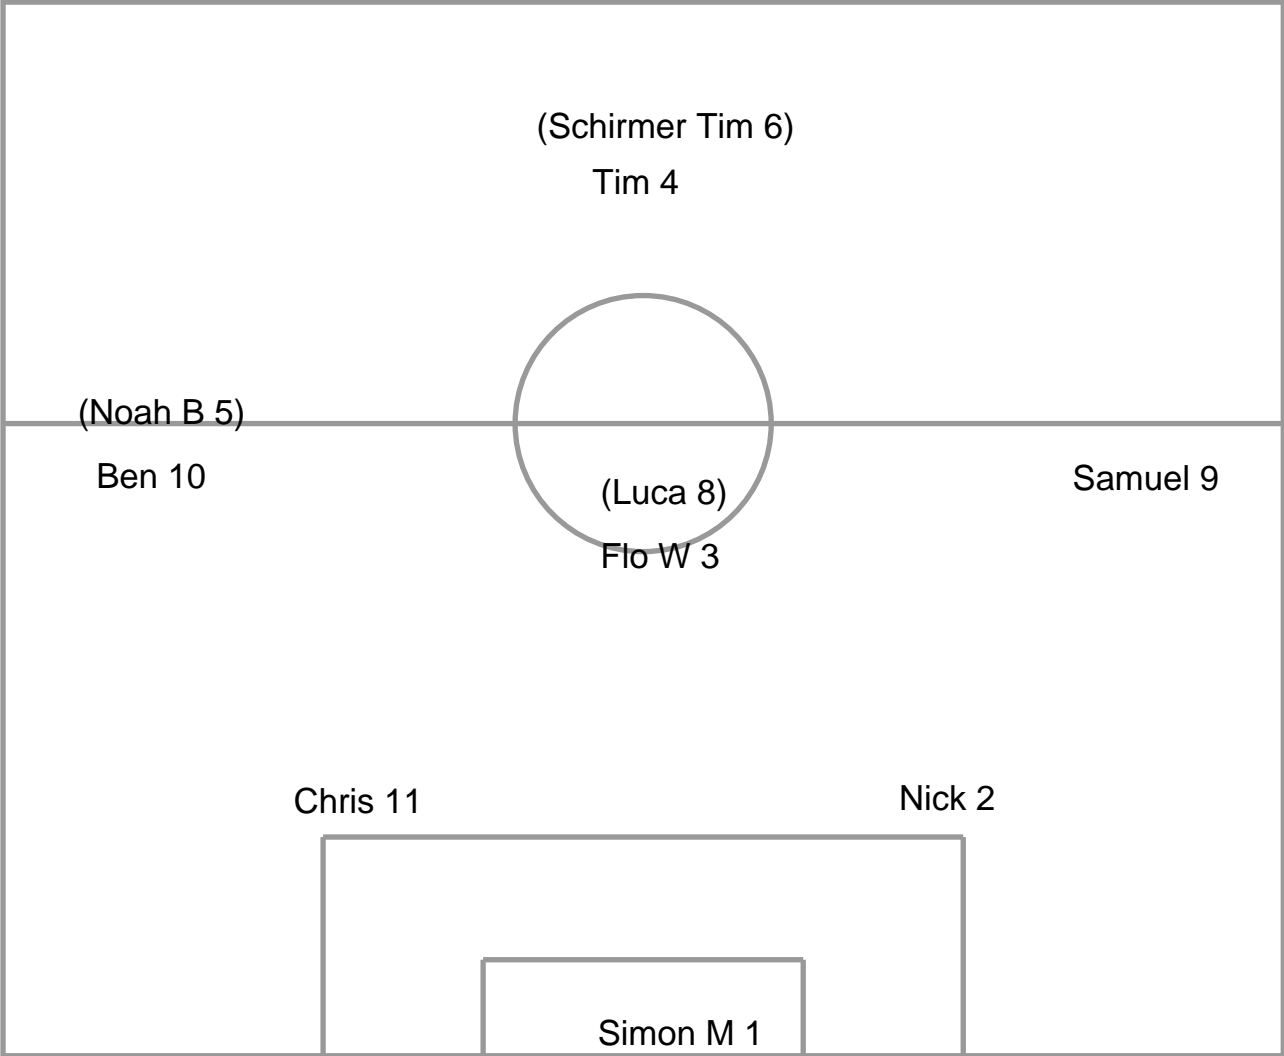 (Schirmer Tim 6)
Tim 4
(Noah B 5)
Ben 10
Samuel 9
(Luca 8)
Flo W 3
Chris 11
Nick 2
Simon M 1